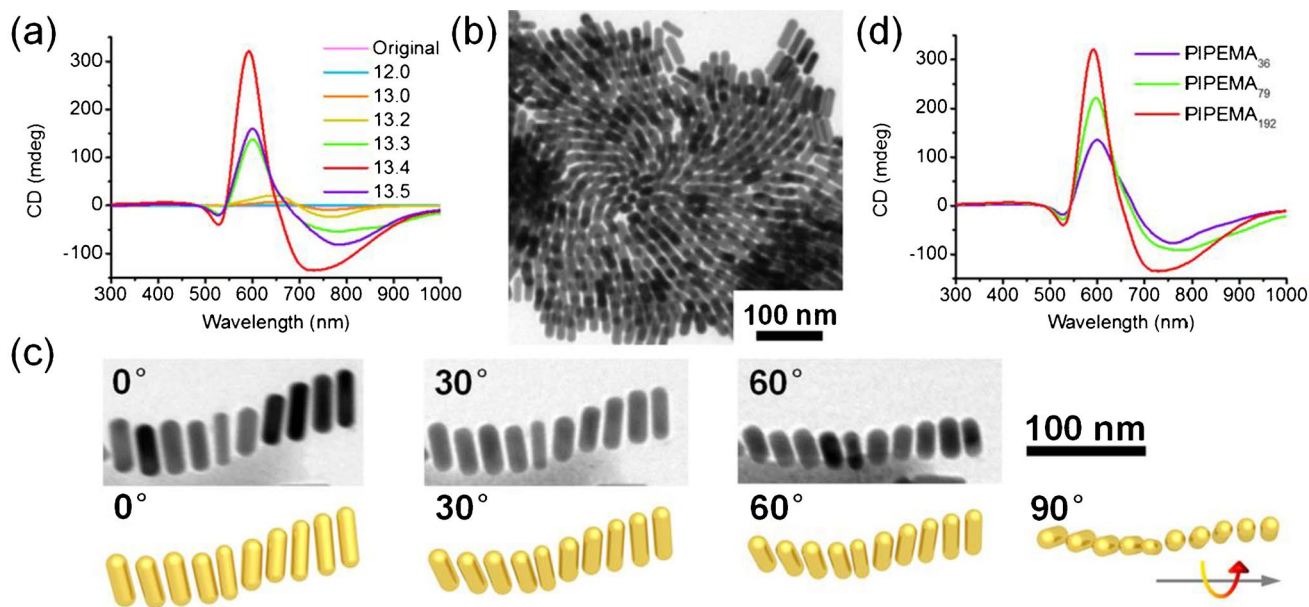 (a)
CD (mdeg)
300
200
100
0
-100
300 400 500 600 700 800 900 1000
Wavelength (nm)
Original
12.0
13.0
13.2
13.3
13.4
13.5
(b)
100 nm
(d)
CD (mdeg)
300
200
100
0
-100
300 400 500 600 700 800 900 1000
Wavelength (nm)
PIPEMA36
PIPEMA79
PIPEMA192
(c)
0° 30° 60°
100 nm
0° 30° 60° 90°